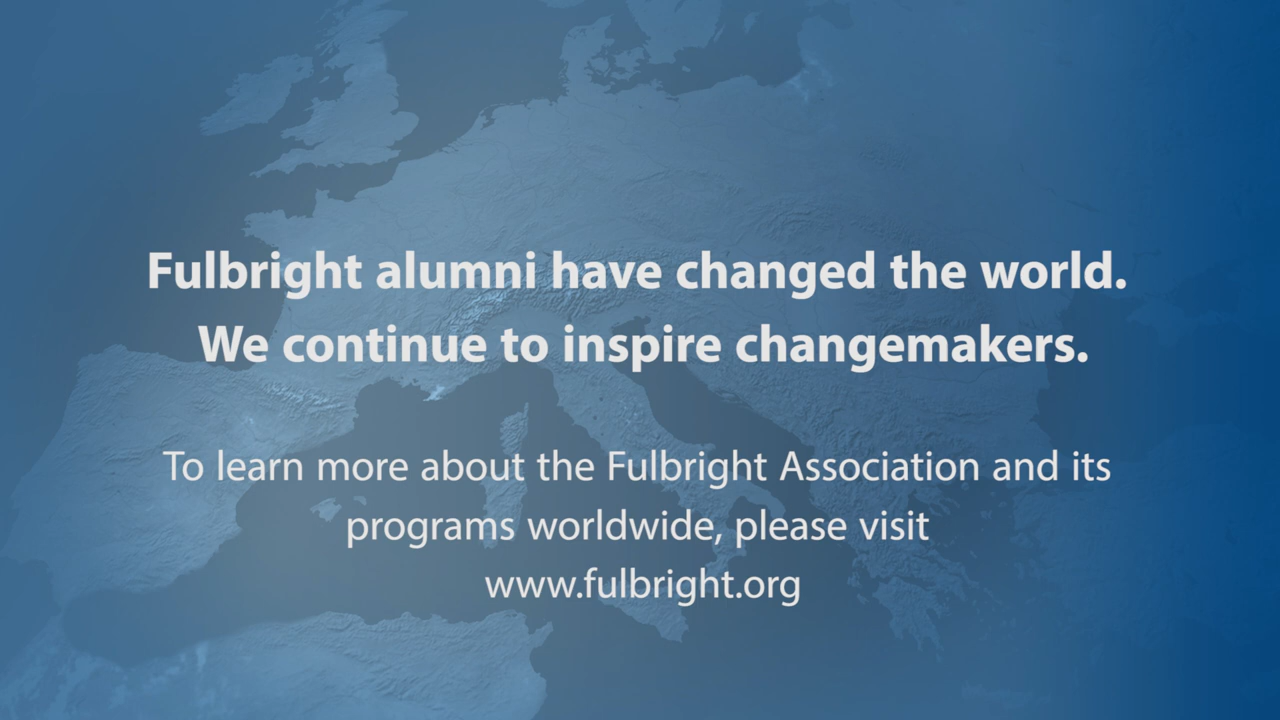 Fulbright alumni have changed the world.
We continue to inspire changemakers.
To learn more about the Fulbright Association and its
programs worldwide, please visit
www.fulbright.org